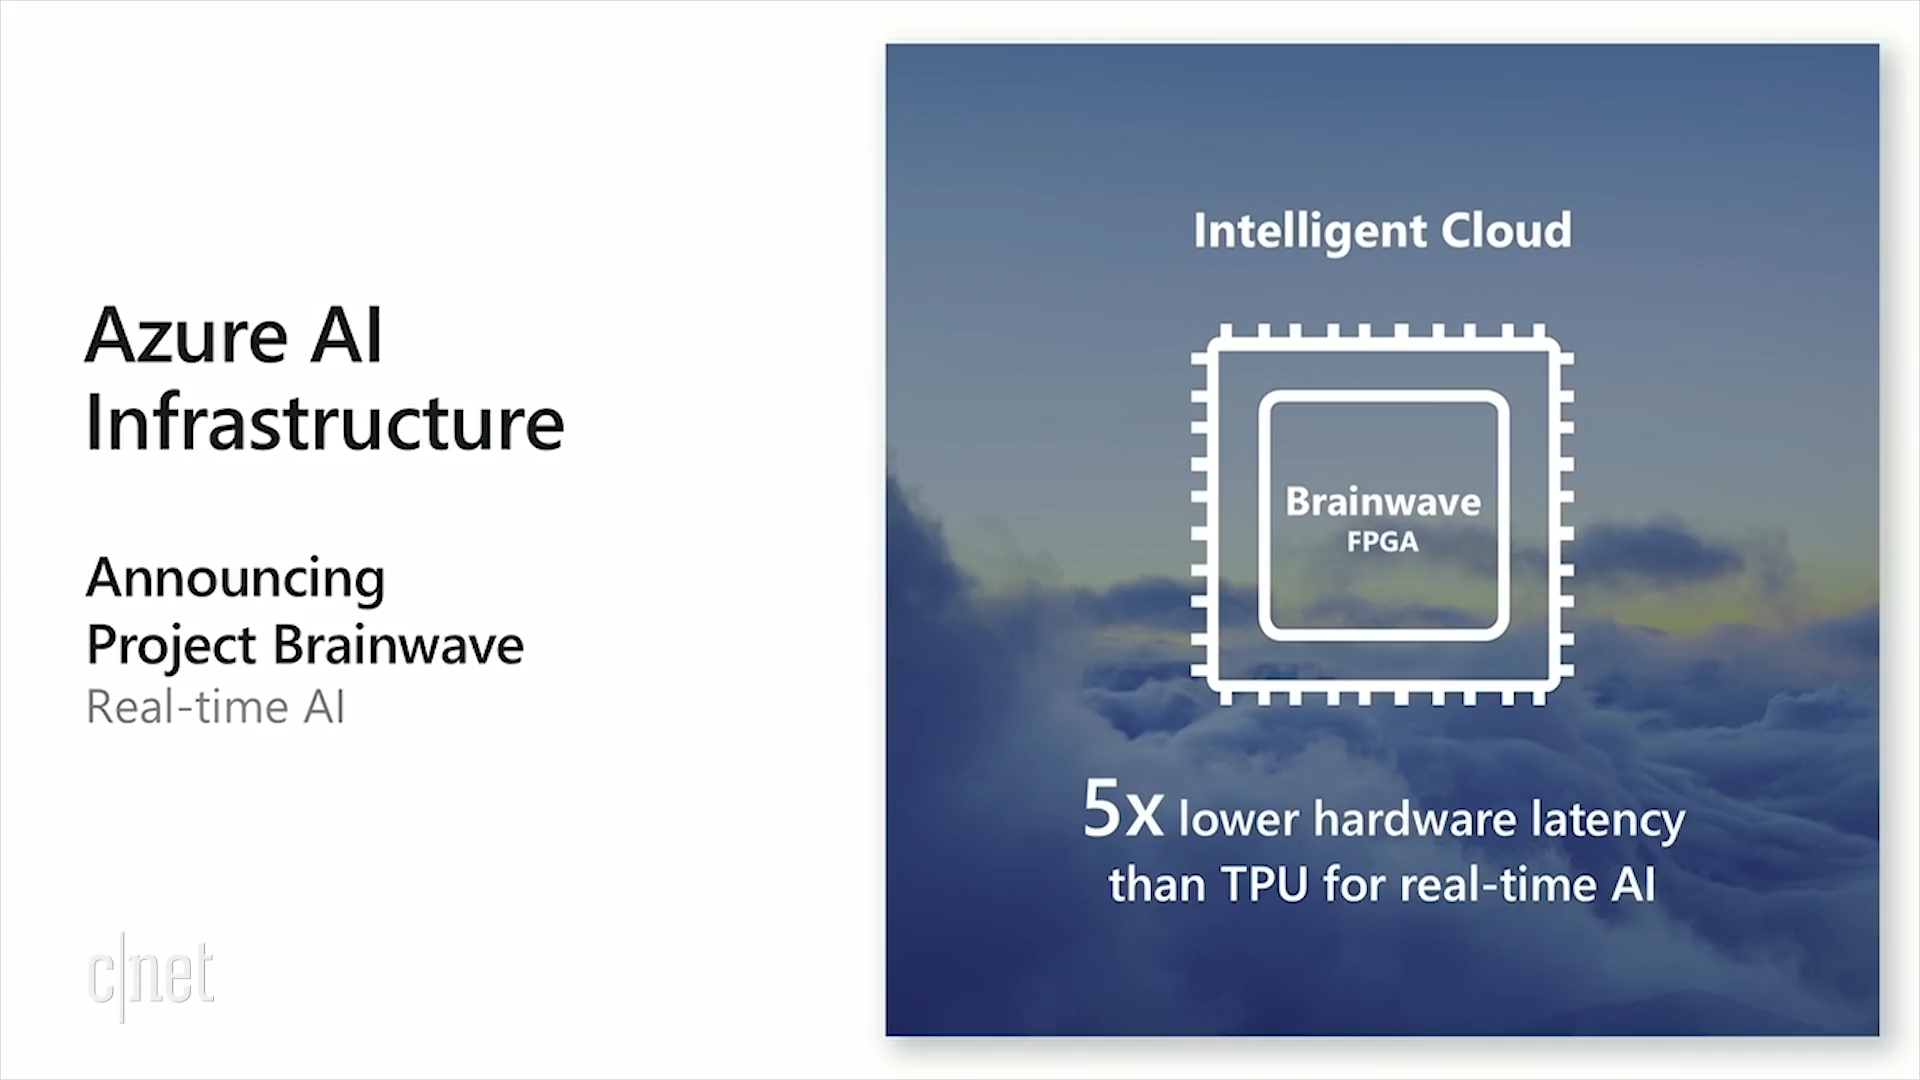 Azure AI
Infrastructure
Announcing
Project Brainwave
Real-time AI
c|net
Intelligent Cloud
Brainwave
FPGA
5x lower hardware latency
than TPU for real-time AI